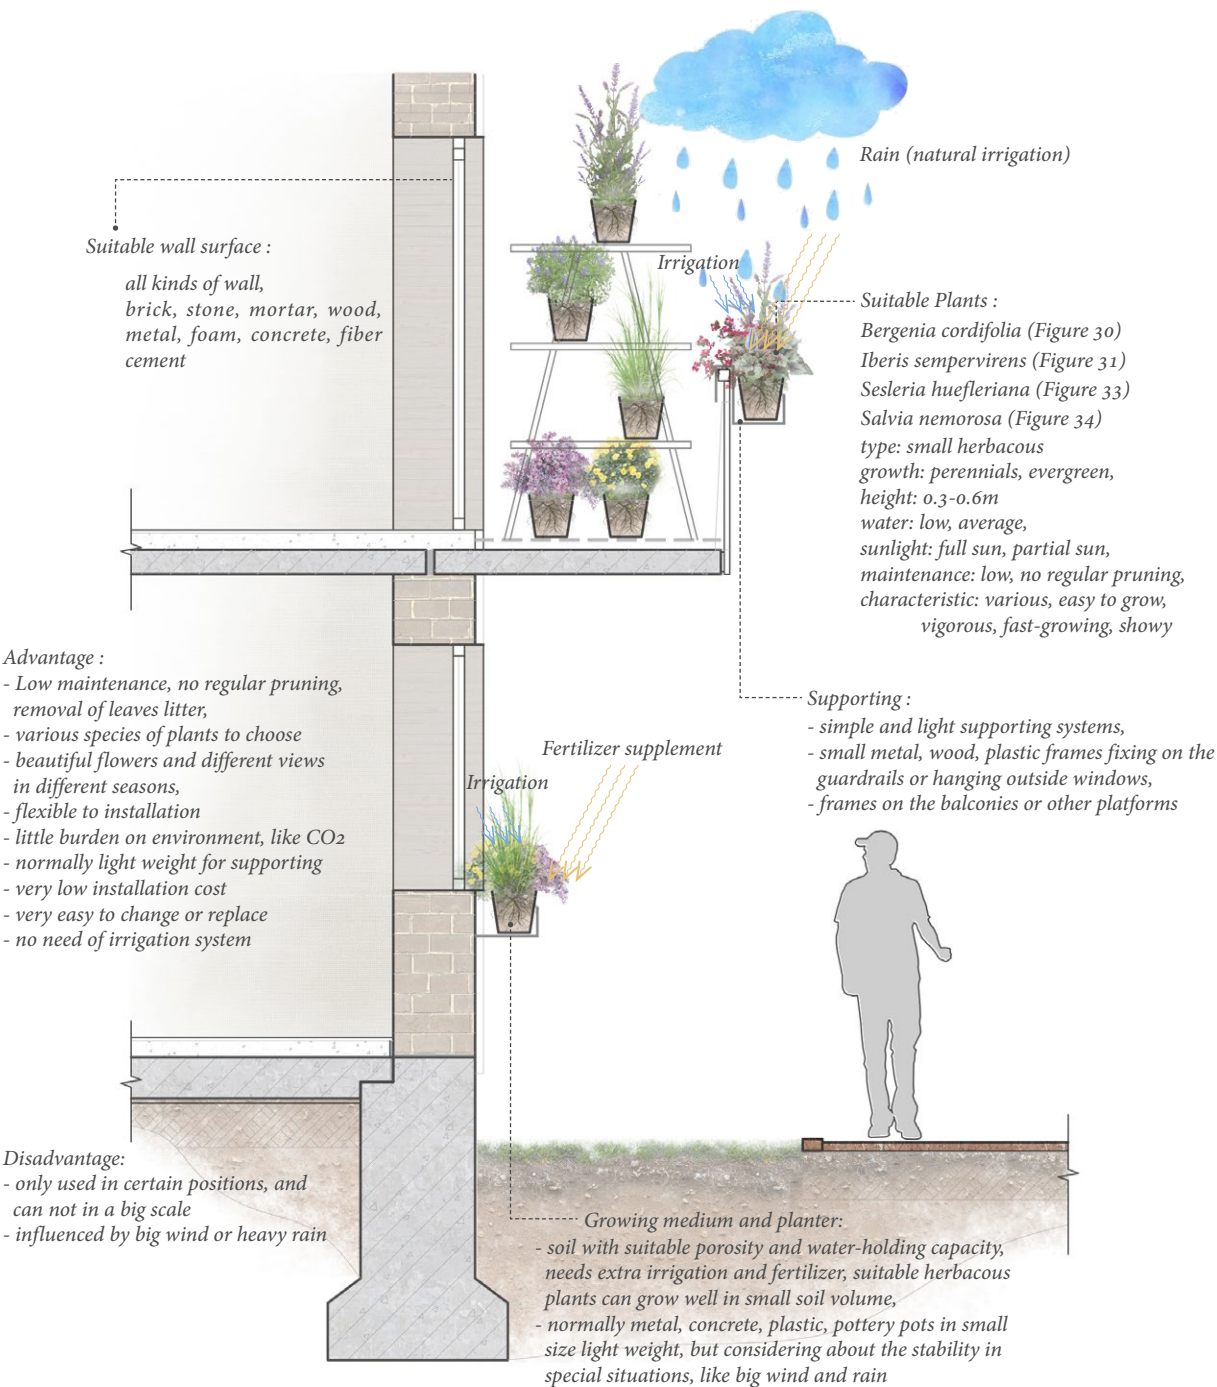 Rain (natural irrigation)
Suitable wall surface :
all kinds of wall,
brick, stone, mortar, wood,
metal, foam, concrete, fiber
cement
Irrigation
Suitable Plants :
Bergenia cordifolia (Figure 30)
Iberis sempervirens (Figure 31)
Sesleria huefleriana (Figure 33)
Salvia nemorosa (Figure 34)
type: small herbacous
growth: perennials, evergreen,
height: 0.3-0.6m
water: low, average,
sunlight: full sun, partial sun,
maintenance: low, no regular pruning,
characteristic: various, easy to grow,
vigorous, fast-growing, showy
Advantage :
- Low maintenance, no regular pruning,
removal of leaves litter,
- various species of plants to choose
- beautiful flowers and different views
in different seasons,
- flexible to installation
- little burden on environment, like CO2
- normally light weight for supporting
- very low installation cost
- very easy to change or replace
- no need of irrigation system
Supporting :
- simple and light supporting systems,
- small metal, wood, plastic frames fixing on the
guardrails or hanging outside windows,
- frames on the balconies or other platforms
Fertilizer supplement
Irrigation
Disadvantage:
- only used in certain positions, and
can not in a big scale
- influenced by big wind or heavy rain
Growing medium and planter:
- soil with suitable porosity and water-holding capacity,
needs extra irrigation and fertilizer, suitable herbacous
plants can grow well in small soil volume,
- normally metal, concrete, plastic, pottery pots in small
size light weight, but considering about the stability in
special situations, like big wind and rain